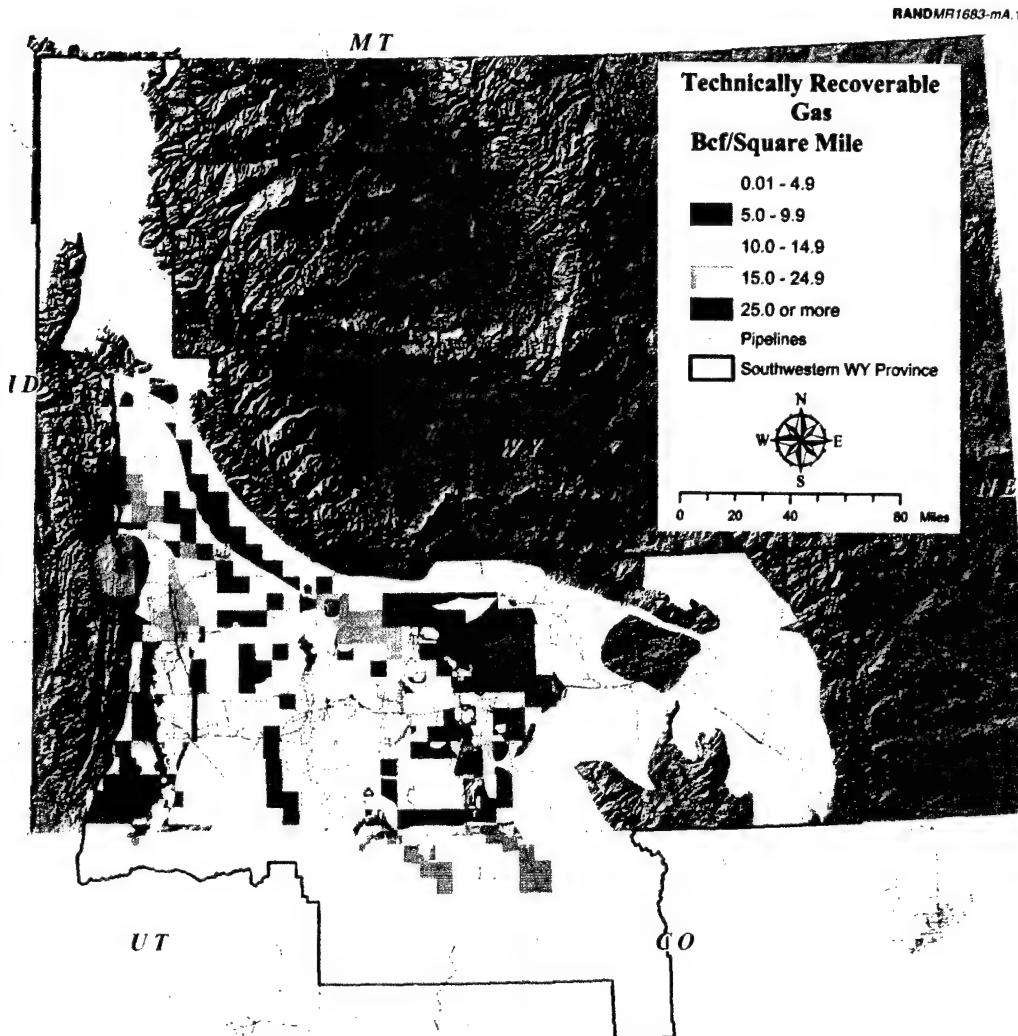 RANDMR1683-mA.1
MT
Technically Recoverable
Gas
Bcf/Square Mile
0.01 - 4.9
5.0 - 9.9
10.0 - 14.9
15.0 - 24.9
25.0 or more
Pipelines
Southwestern WY Province
N
W E
S
0 20 40 80 Miles
ID
WY
UT
CO